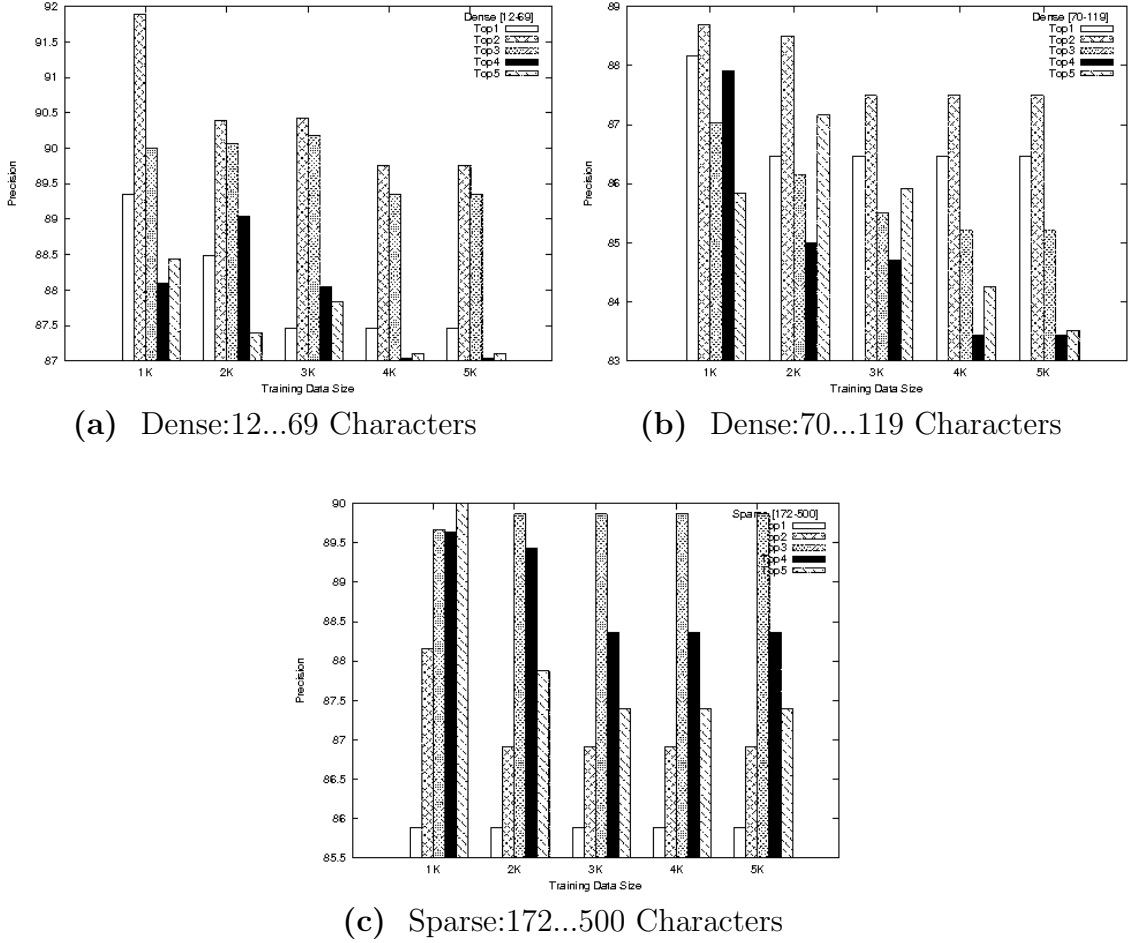 92
91.5
91
90.5
90
89.5
89
88.5
88
87.5
87
Precision
1K 2K 3K 4K 5K
Training Data Size
Dense [12-69]
Top1
Top2
Top3
Top4
Top5
(a) Dense:12...69 Characters
89
88
87
86
85
84
83
Precision
1K 2K 3K 4K 5K
Training Data Size
Dense [70-119]
Top1
Top2
Top3
Top4
Top5
(b) Dense:70...119 Characters
90
89.5
89
88.5
88
87.5
87
86.5
86
85.5
Precision
1K 2K 3K 4K 5K
Training Data Size
Sparse [172-500]
Top1
Top2
Top3
Top4
Top5
(c) Sparse:172...500 Characters